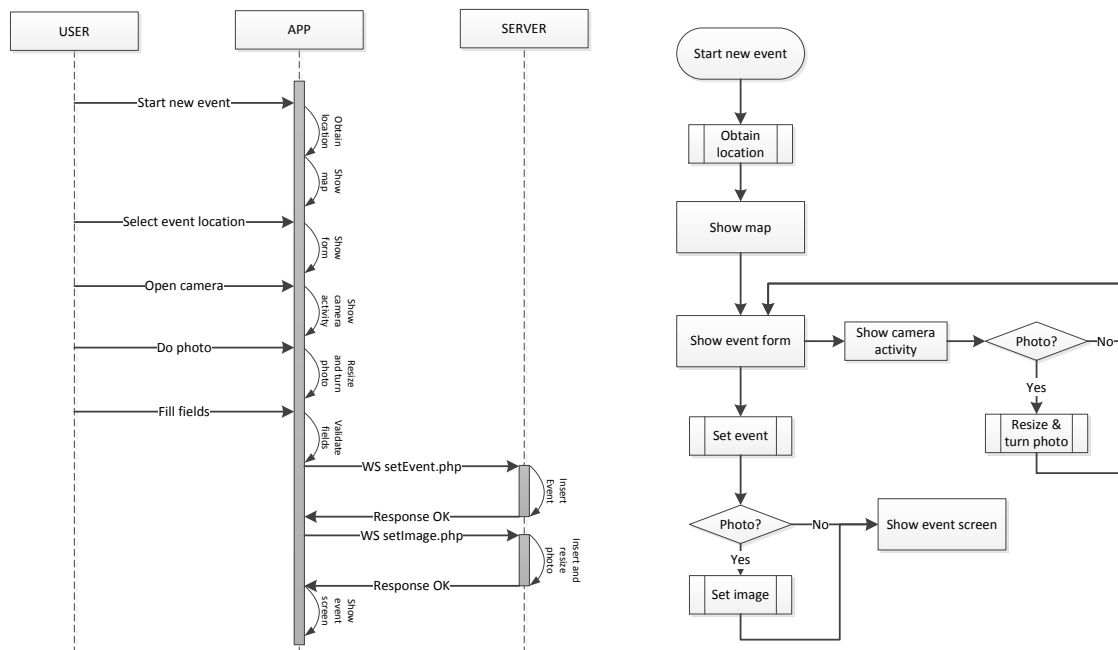 USER
APP
SERVER
Start new event
Obtain
location
Show
map
Select event location
Show
form
Open camera
Show
camera
activity
Do photo
Resize
and turn
photo
Fill fields
Validate
fields
WS setEvent.php
Insert
Event
Response OK
WS setImage.php
Insert and
resize
photo
Response OK
Show
event
screen
Start new event
Obtain
location
Show map
Show event form
Show camera
activity
Photo?
No
Yes
Resize &
turn photo
Set event
Photo?
No
Show event screen
Yes
Set image